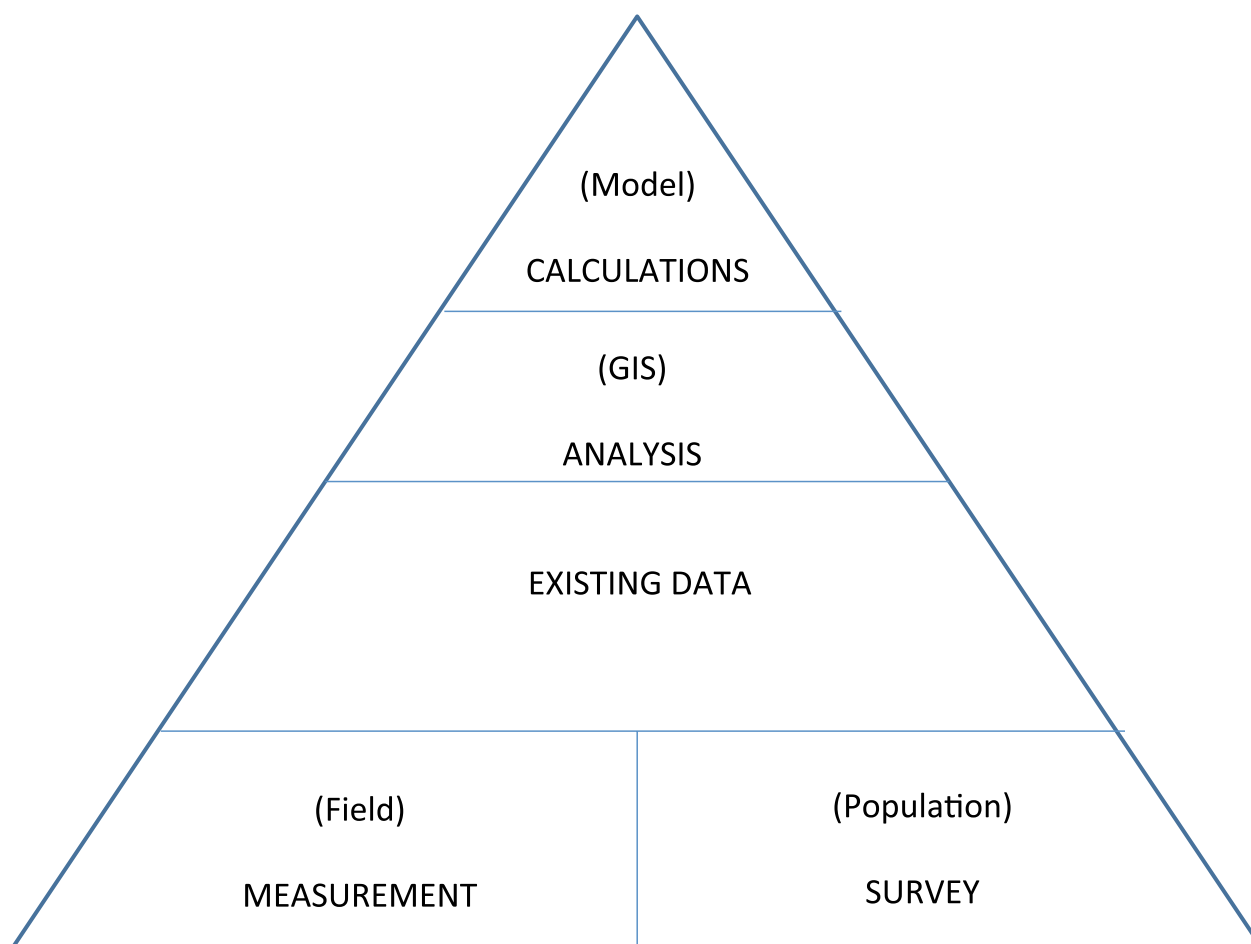 (Model)
CALCULATIONS
(GIS)
ANALYSIS
EXISTING DATA
(Field)
MEASUREMENT
(Population)
SURVEY